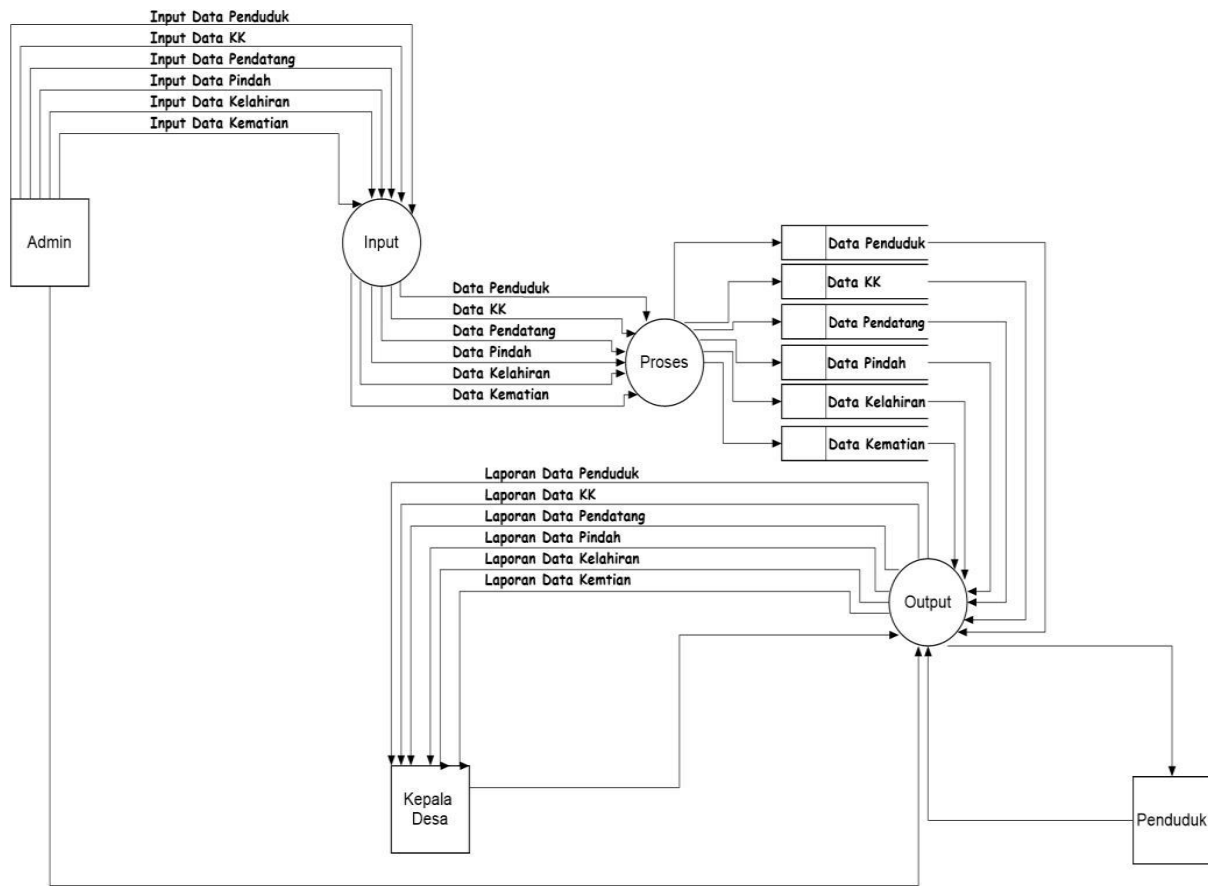 Input Data Penduduk
Input Data KK
Input Data Pendatang
Input Data Pindah
Input Data Kelahiran
Input Data Kematian
Admin
Input
Data Penduduk
Data KK
Data Pendatang
Data Pindah
Data Kelahiran
Data Kematian
Proses
Data Penduduk
Data KK
Data Pendatang
Data Pindah
Data Kelahiran
Data Kematian
Laporan Data Penduduk
Laporan Data KK
Laporan Data Pendatang
Laporan Data Pindah
Laporan Data Kelahiran
Laporan Data Kemtian
Output
Kepala
Desa
Penduduk